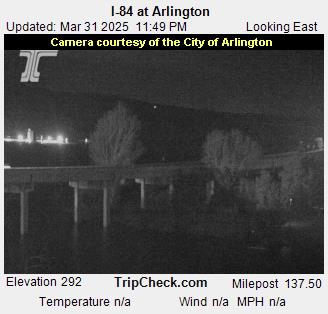 I-84 at Arlington
Updated: Mar 31 2025 11:49 PM Looking East
Camera courtesy of the City of Arlington
Elevation 292 TripCheck.com Milepost 137.50
Temperature n/a Wind n/a MPH n/a